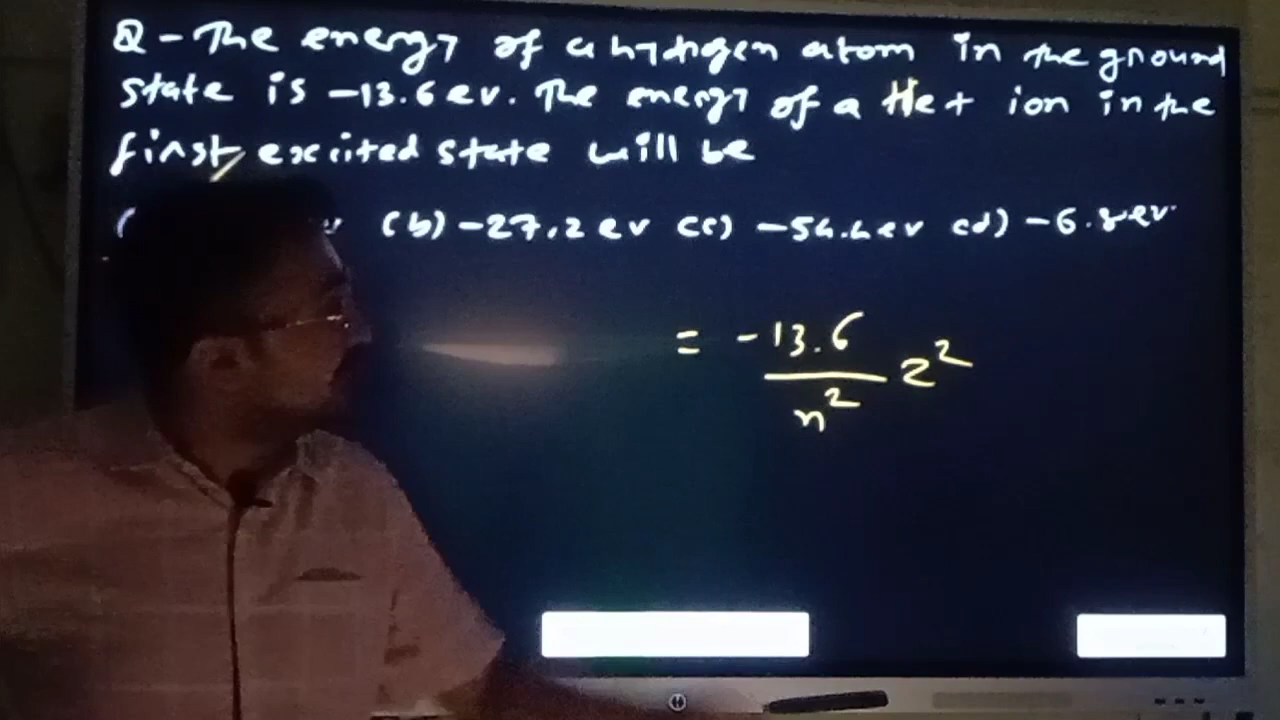 Q - The energy of a hydrogen atom in the ground
state is -13.6 ev. The energy of a He+ ion in the
first excited state will be
( (b) -27.2 ev (c) -54.4 ev (d) -6.8 ev.
= -13.6
n² Z²